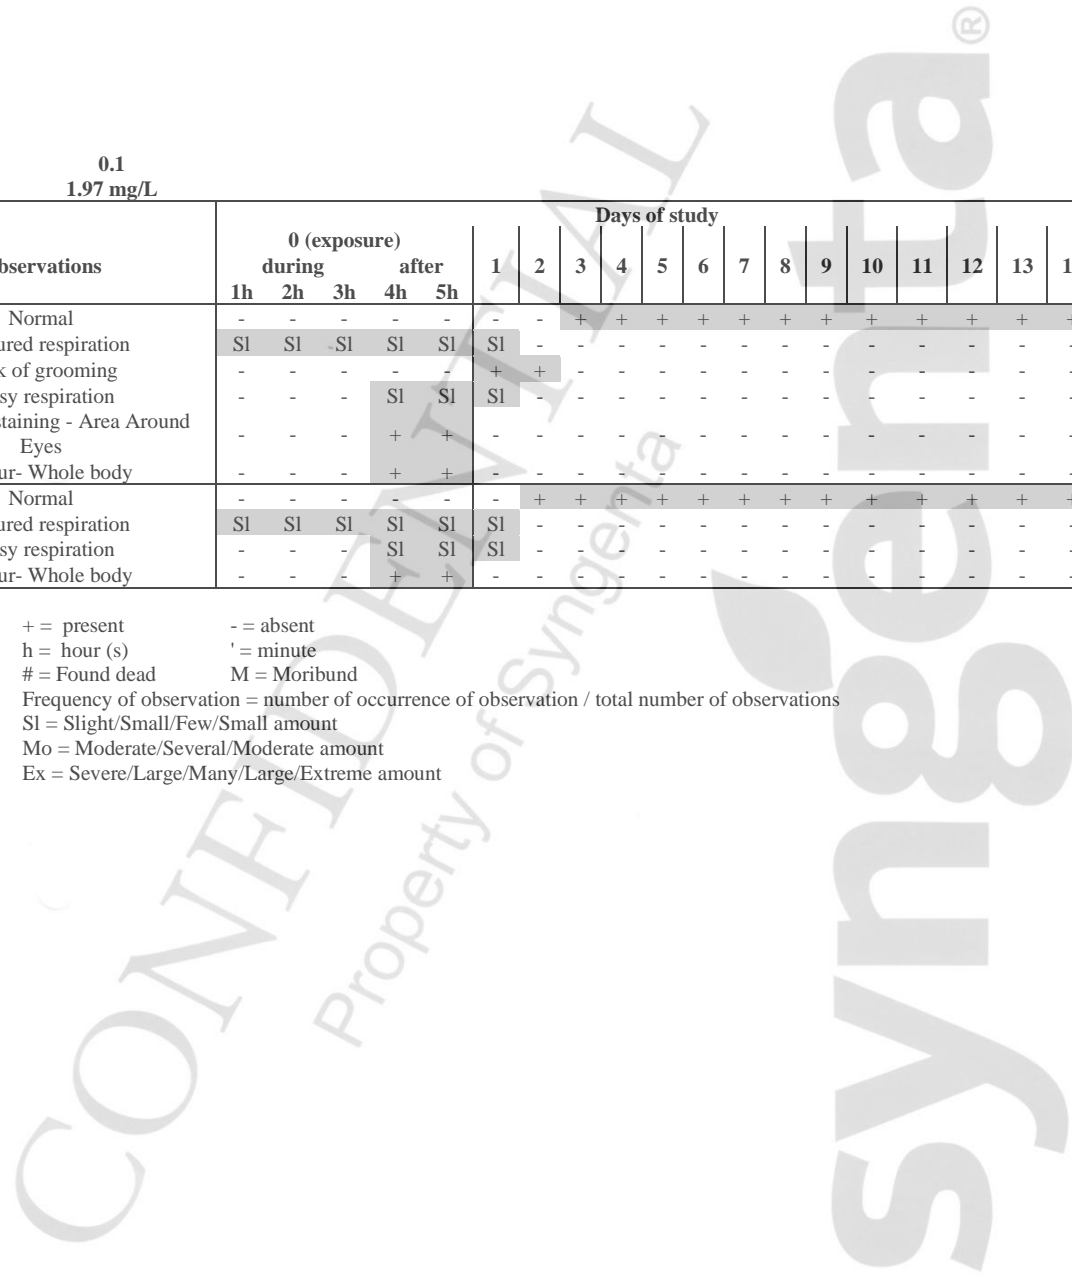 ®
0.1
1.97 mg/L
bservations
Days of study
0 (exposure)
during after
1h 2h 3h 4h 5h 1 2 3 4 5 6 7 8 9 10 11 12 13 1
Normal - - - - - - - + + + + + + + + + + + +
ured respiration Sl Sl Sl Sl Sl Sl - - - - - - - - - - - - -
k of grooming - - - - - + + - - - - - - - - - - - -
sy respiration - - - Sl Sl Sl - - - - - - - - - - - - -
taining - Area Around
Eyes - - - + + - - - - - - - - - - - - - -
ur- Whole body - - - + + - - - - - - - - - - - - - -
Normal - - - - - - + + + + + + + + + + + + +
ured respiration Sl Sl Sl Sl Sl Sl - - - - - - - - - - - - -
sy respiration - - - Sl Sl Sl - - - - - - - - - - - - -
ur- Whole body - - - + + - - - - - - - - - - - - - -
+ = present - = absent
h = hour (s) ' = minute
# = Found dead M = Moribund
Frequency of observation = number of occurrence of observation / total number of observations
Sl = Slight/Small/Few/Small amount
Mo = Moderate/Several/Moderate amount
Ex = Severe/Large/Many/Large/Extreme amount
CONFIDENTIAL
Property of Syngenta
syngenta